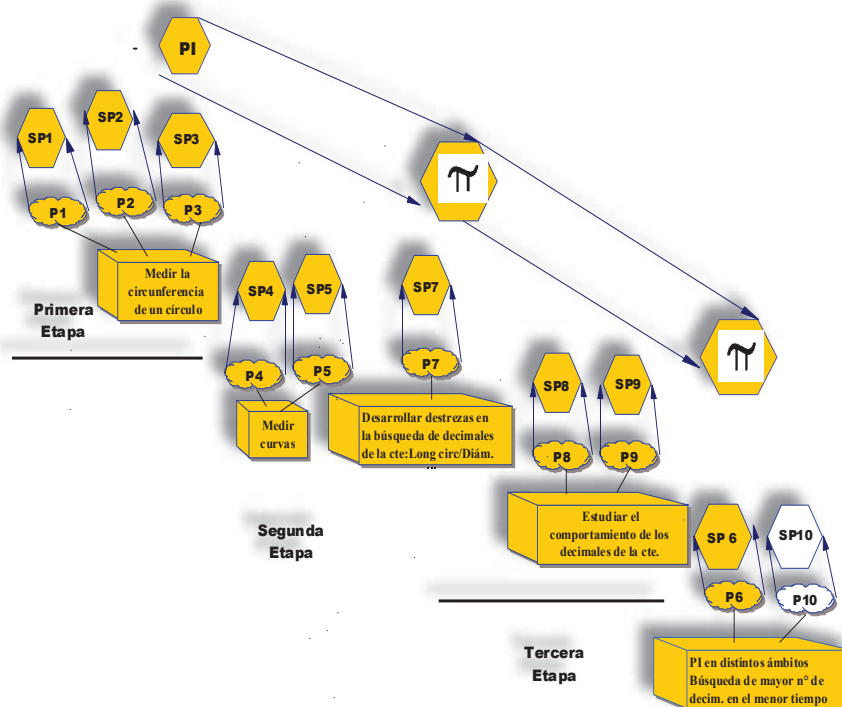 PI
SP1
SP2
SP3
P1
P2
P3
Medir la
circunferencia
de un círculo
Primera
Etapa
π
SP4
SP5
SP7
P4
P5
P7
Medir
curvas
Desarrollar destrezas en
la búsqueda de decimales
de la cte:Long circ/Diám.
...
Segunda
Etapa
π
SP8
SP9
P8
P9
Estudiar el
comportamiento de los
decimales de la cte.
SP 6
SP10
P6
P10
Tercera
Etapa
PI en distintos ámbitos
Búsqueda de mayor n° de
decim. en el menor tiempo